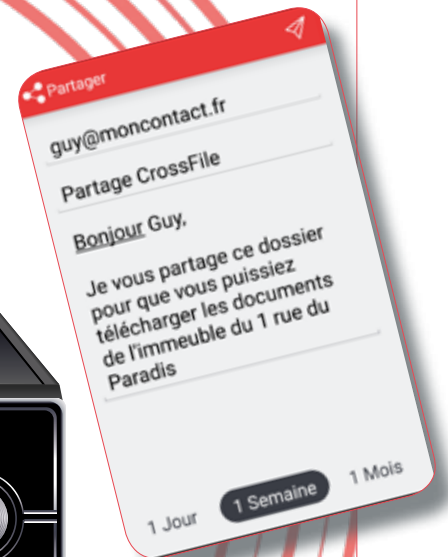 Partager
guy@moncontact.fr
Partage CrossFile
Bonjour Guy,
Je vous partage ce dossier
pour que vous puissiez
télécharger les documents
de l'immeuble du 1 rue du
Paradis
1 Jour 1 Semaine 1 Mois